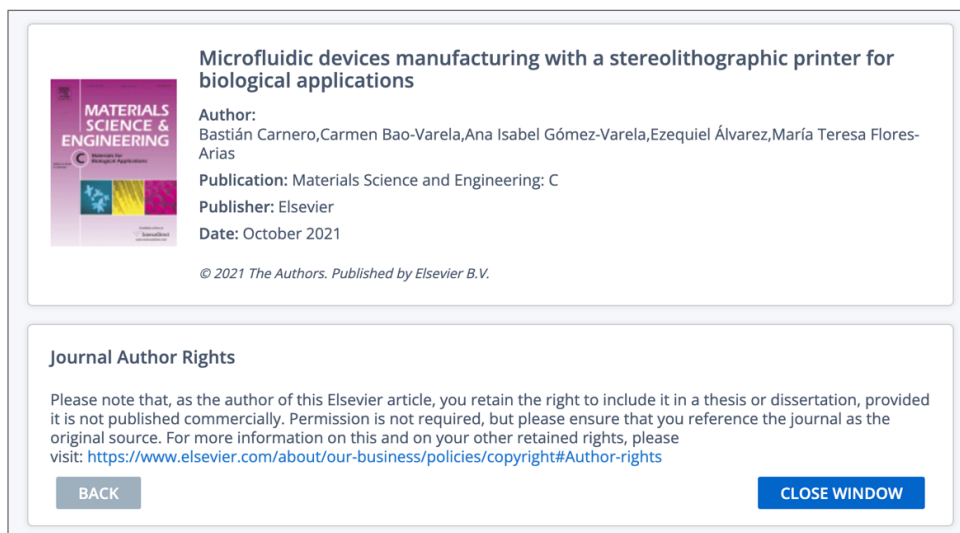 Microfluidic devices manufacturing with a stereolithographic printer for
biological applications
MATERIALS
SCIENCE &
ENGINEERING
C Materials for
Biological Applications
Author:
Bastián Carnero,Carmen Bao-Varela,Ana Isabel Gómez-Varela,Ezequiel Álvarez,María Teresa Flores-
Arias
Publication: Materials Science and Engineering: C
Publisher: Elsevier
Date: October 2021
© 2021 The Authors. Published by Elsevier B.V.
Journal Author Rights
Please note that, as the author of this Elsevier article, you retain the right to include it in a thesis or dissertation, provided
it is not published commercially. Permission is not required, but please ensure that you reference the journal as the
original source. For more information on this and on your other retained rights, please
visit: https://www.elsevier.com/about/our-business/policies/copyright#Author-rights
BACK
CLOSE WINDOW